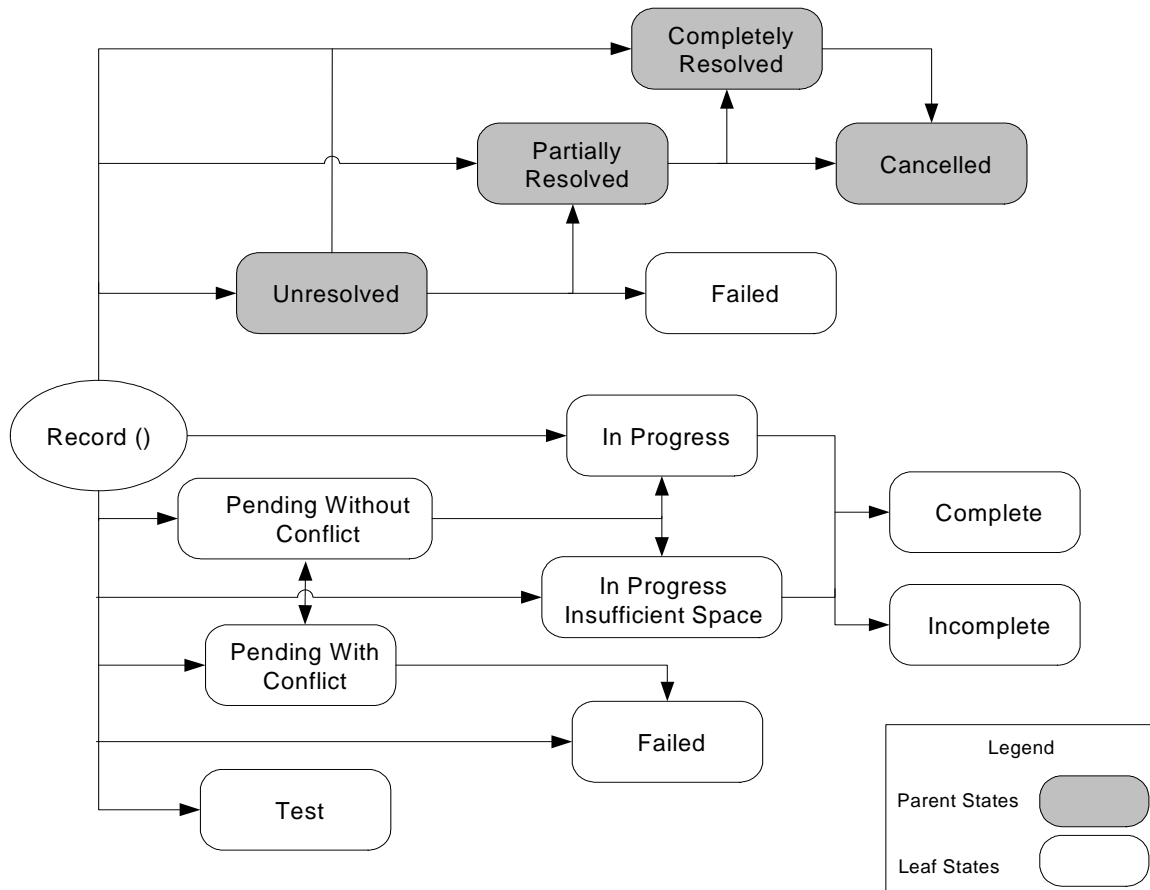 Completely
Resolved
Partially
Resolved
Cancelled
Unresolved
Failed
Record ()
In Progress
Pending Without
Conflict
Complete
In Progress
Insufficient Space
Incomplete
Pending With
Conflict
Failed
Test
Legend
Parent States
Leaf States